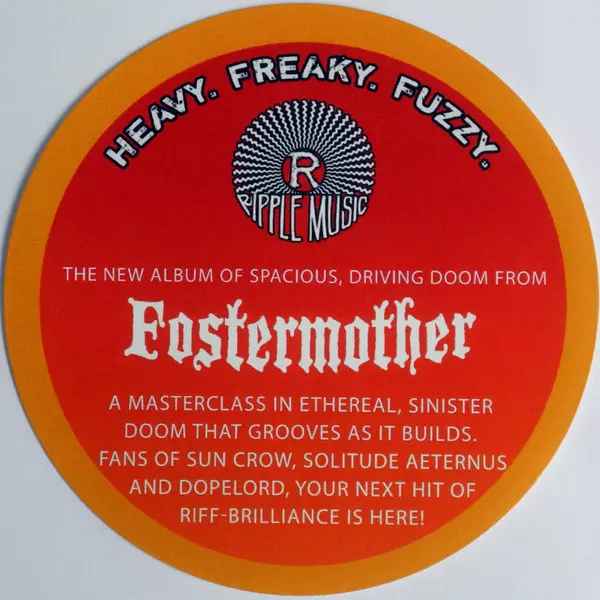 HEAVY. FREAKY. FUZZY.
R
RIPPLE MUSIC
THE NEW ALBUM OF SPACIOUS, DRIVING DOOM FROM
Fostermother
A MASTERCLASS IN ETHEREAL, SINISTER
DOOM THAT GROOVES AS IT BUILDS.
FANS OF SUN CROW, SOLITUDE AETERNUS
AND DOPELORD, YOUR NEXT HIT OF
RIFF-BRILLIANCE IS HERE!